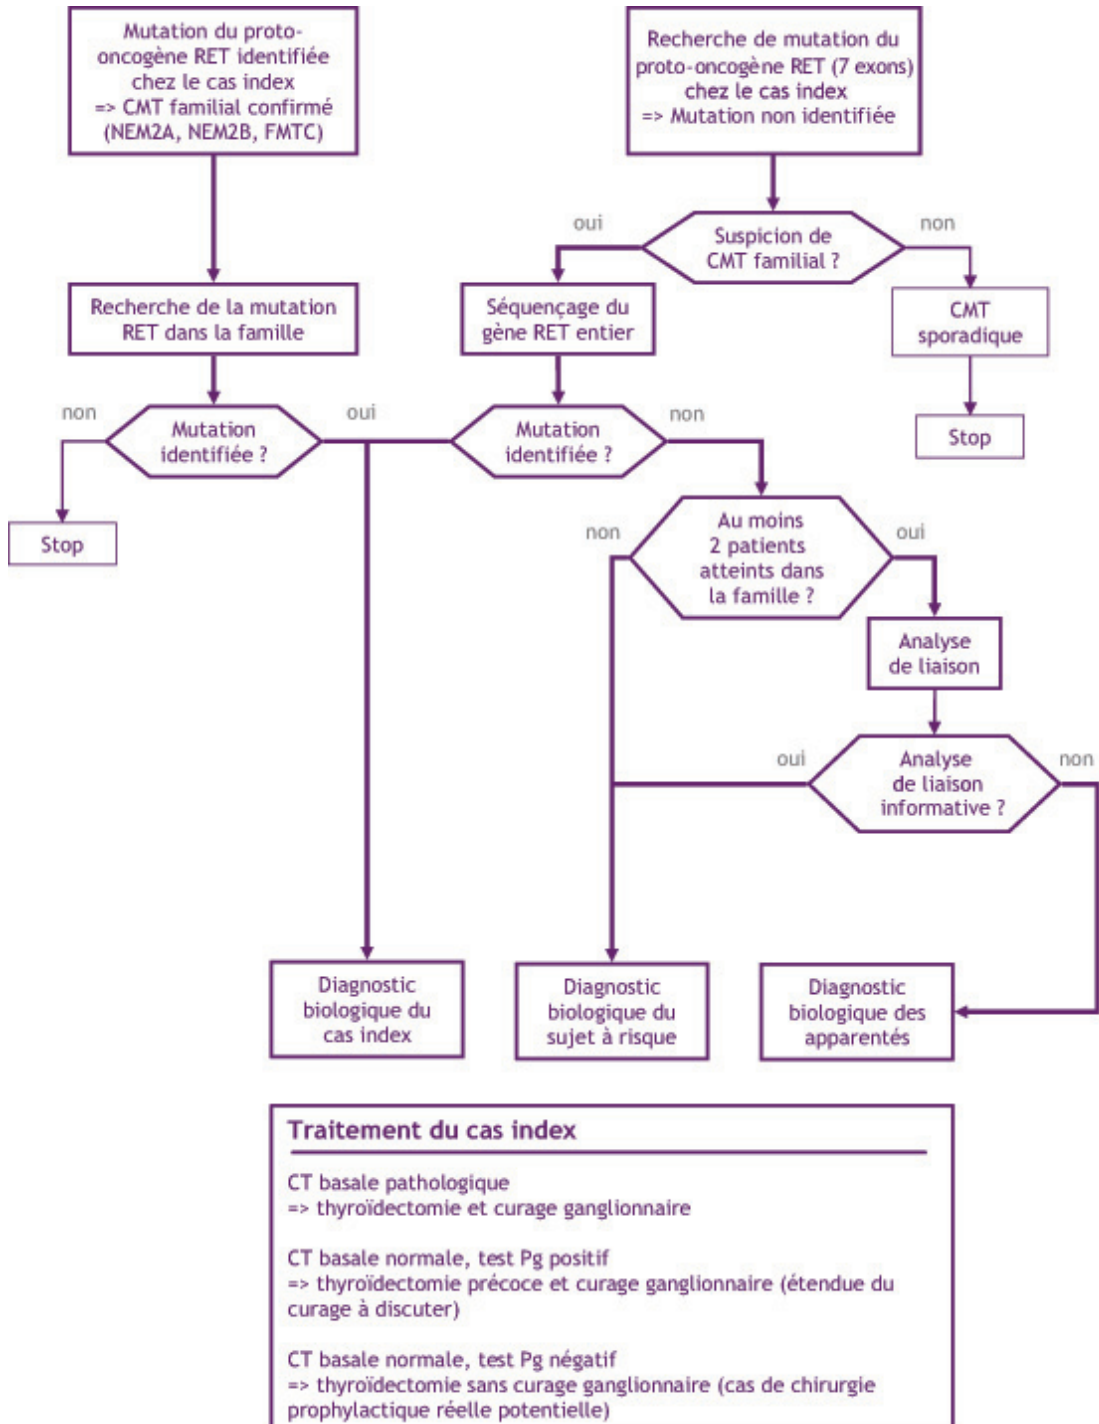 Mutation du proto-
oncogène RET identifiée
chez le cas index
=> CMT familial confirmé
(NEM2A, NEM2B, FMTC)
Recherche de mutation du
proto-oncogène RET (7 exons)
chez le cas index
=> Mutation non identifiée
oui
Suspicion de
CMT familial ?
non
Recherche de la mutation
RET dans la famille
Séquençage du
gène RET entier
CMT
sporadique
non
Mutation
identifiée ?
oui
Mutation
identifiée ?
non
Stop
Stop
non
Au moins
2 patients
atteints dans
la famille ?
oui
Analyse
de liaison
oui
Analyse
de liaison
informative ?
non
Diagnostic
biologique du
cas index
Diagnostic
biologique du
sujet à risque
Diagnostic
biologique des
apparentés
Traitement du cas index
CT basale pathologique
=> thyroïdectomie et curage ganglionnaire
CT basale normale, test Pg positif
=> thyroïdectomie précoce et curage ganglionnaire (étendue du
curage à discuter)
CT basale normale, test Pg négatif
=> thyroïdectomie sans curage ganglionnaire (cas de chirurgie
prophylactique réelle potentielle)